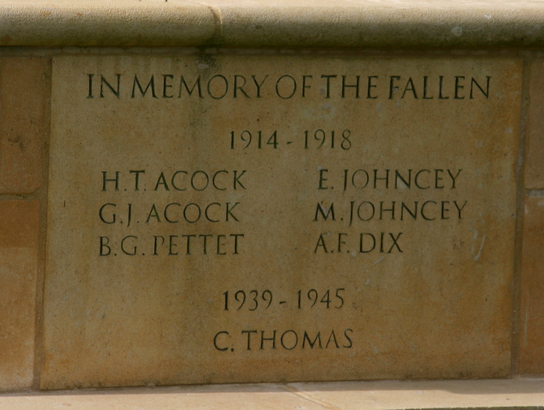 IN MEMORY OF THE FALLEN
1914 - 1918
H.T. ACOCK E. JOHNCEY
G.J. ACOCK M. JOHNCEY
B.G. PETTET A.F. DIX
1939 - 1945
C. THOMAS